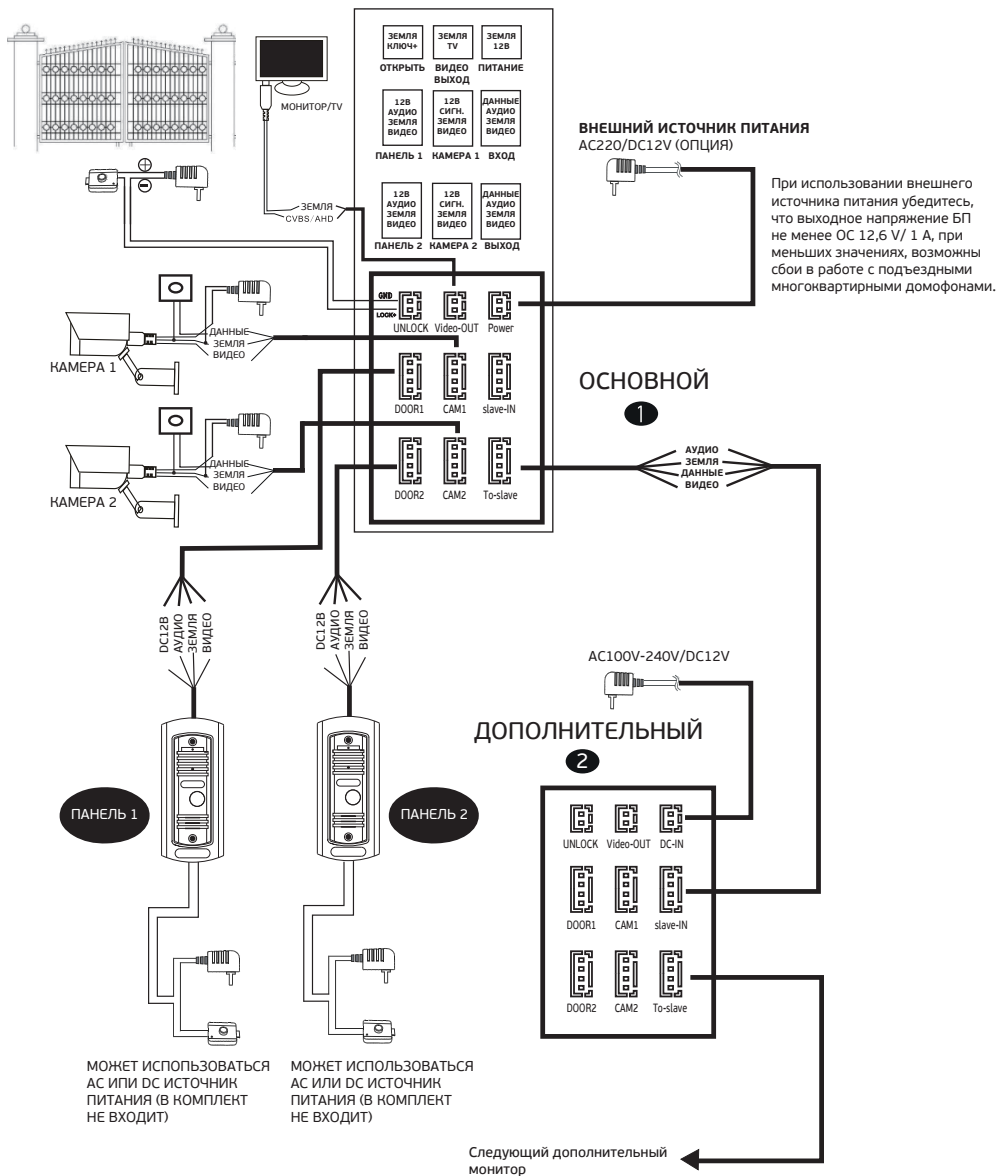 ЗЕМЛЯ
КЛЮЧ+
ОТКРЫТЬ
ЗЕМЛЯ
TV
ВИДЕО
ВЫХОД
ЗЕМЛЯ
12В
ПИТАНИЕ
12В
АУДИО
ЗЕМЛЯ
ВИДЕО
ПАНЕЛЬ 1
12В
СИГН.
ЗЕМЛЯ
ВИДЕО
КАМЕРА 1
ДАННЫЕ
АУДИО
ЗЕМЛЯ
ВИДЕО
ВХОД
12В
АУДИО
ЗЕМЛЯ
ВИДЕО
ПАНЕЛЬ 2
12В
СИГН.
ЗЕМЛЯ
ВИДЕО
КАМЕРА 2
ДАННЫЕ
АУДИО
ЗЕМЛЯ
ВИДЕО
ВЫХОД
МОНИТОР/TV
ЗЕМЛЯ
CVBS/AHD
ВНЕШНИЙ ИСТОЧНИК ПИТАНИЯ
AC220/DC12V (ОПЦИЯ)
При использовании внешнего
источника питания убедитесь,
что выходное напряжение БП
не менее ОС 12,6 V/ 1 А, при
меньших значениях, возможны
сбои в работе с подъездными
многоквартирными домофонами.
GND
LOCK+
UNLOCK
Video-OUT
Power
DOOR1
CAM1
slave-IN
DOOR2
CAM2
To-slave
ДАННЫЕ
ЗЕМЛЯ
ВИДЕО
КАМЕРА 1
ДАННЫЕ
ЗЕМЛЯ
ВИДЕО
КАМЕРА 2
ОСНОВНОЙ
1
АУДИО
ЗЕМЛЯ
ДАННЫЕ
ВИДЕО
DC12В
АУДИО
ЗЕМЛЯ
ВИДЕО
DC12В
АУДИО
ЗЕМЛЯ
ВИДЕО
ПАНЕЛЬ 1
ПАНЕЛЬ 2
AC100V-240V/DC12V
ДОПОЛНИТЕЛЬНЫЙ
2
UNLOCK
Video-OUT
DC-IN
DOOR1
CAM1
slave-IN
DOOR2
CAM2
To-slave
МОЖЕТ ИСПОПЬЗОВАТЬСЯ
АС ИПИ DC ИСТОЧНИК
ПИТАНИЯ (В КОМПЛЕКТ
НЕ ВХОДИТ)
МОЖЕТ ИСПОЛЬЗОВАТЬСЯ
АС ИЛИ DC ИСТОЧНИК
ПИТАНИЯ (В КОМПЛЕКТ
НЕ ВХОДИТ)
Следующий дополнительный
монитор